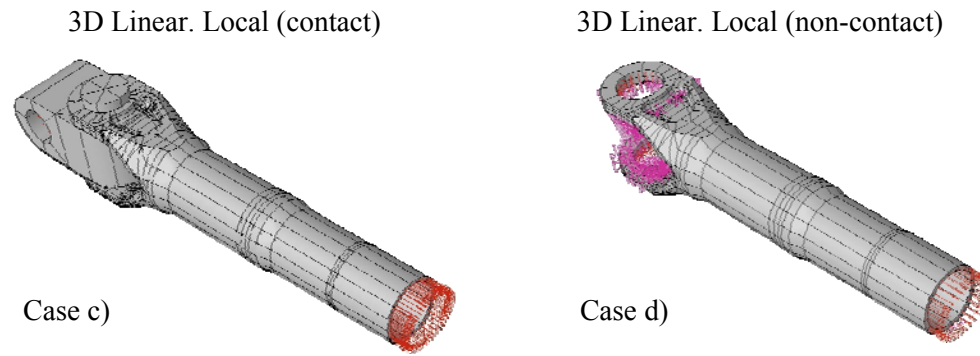 3D Linear. Local (contact)
3D Linear. Local (non-contact)
Case c)
Case d)